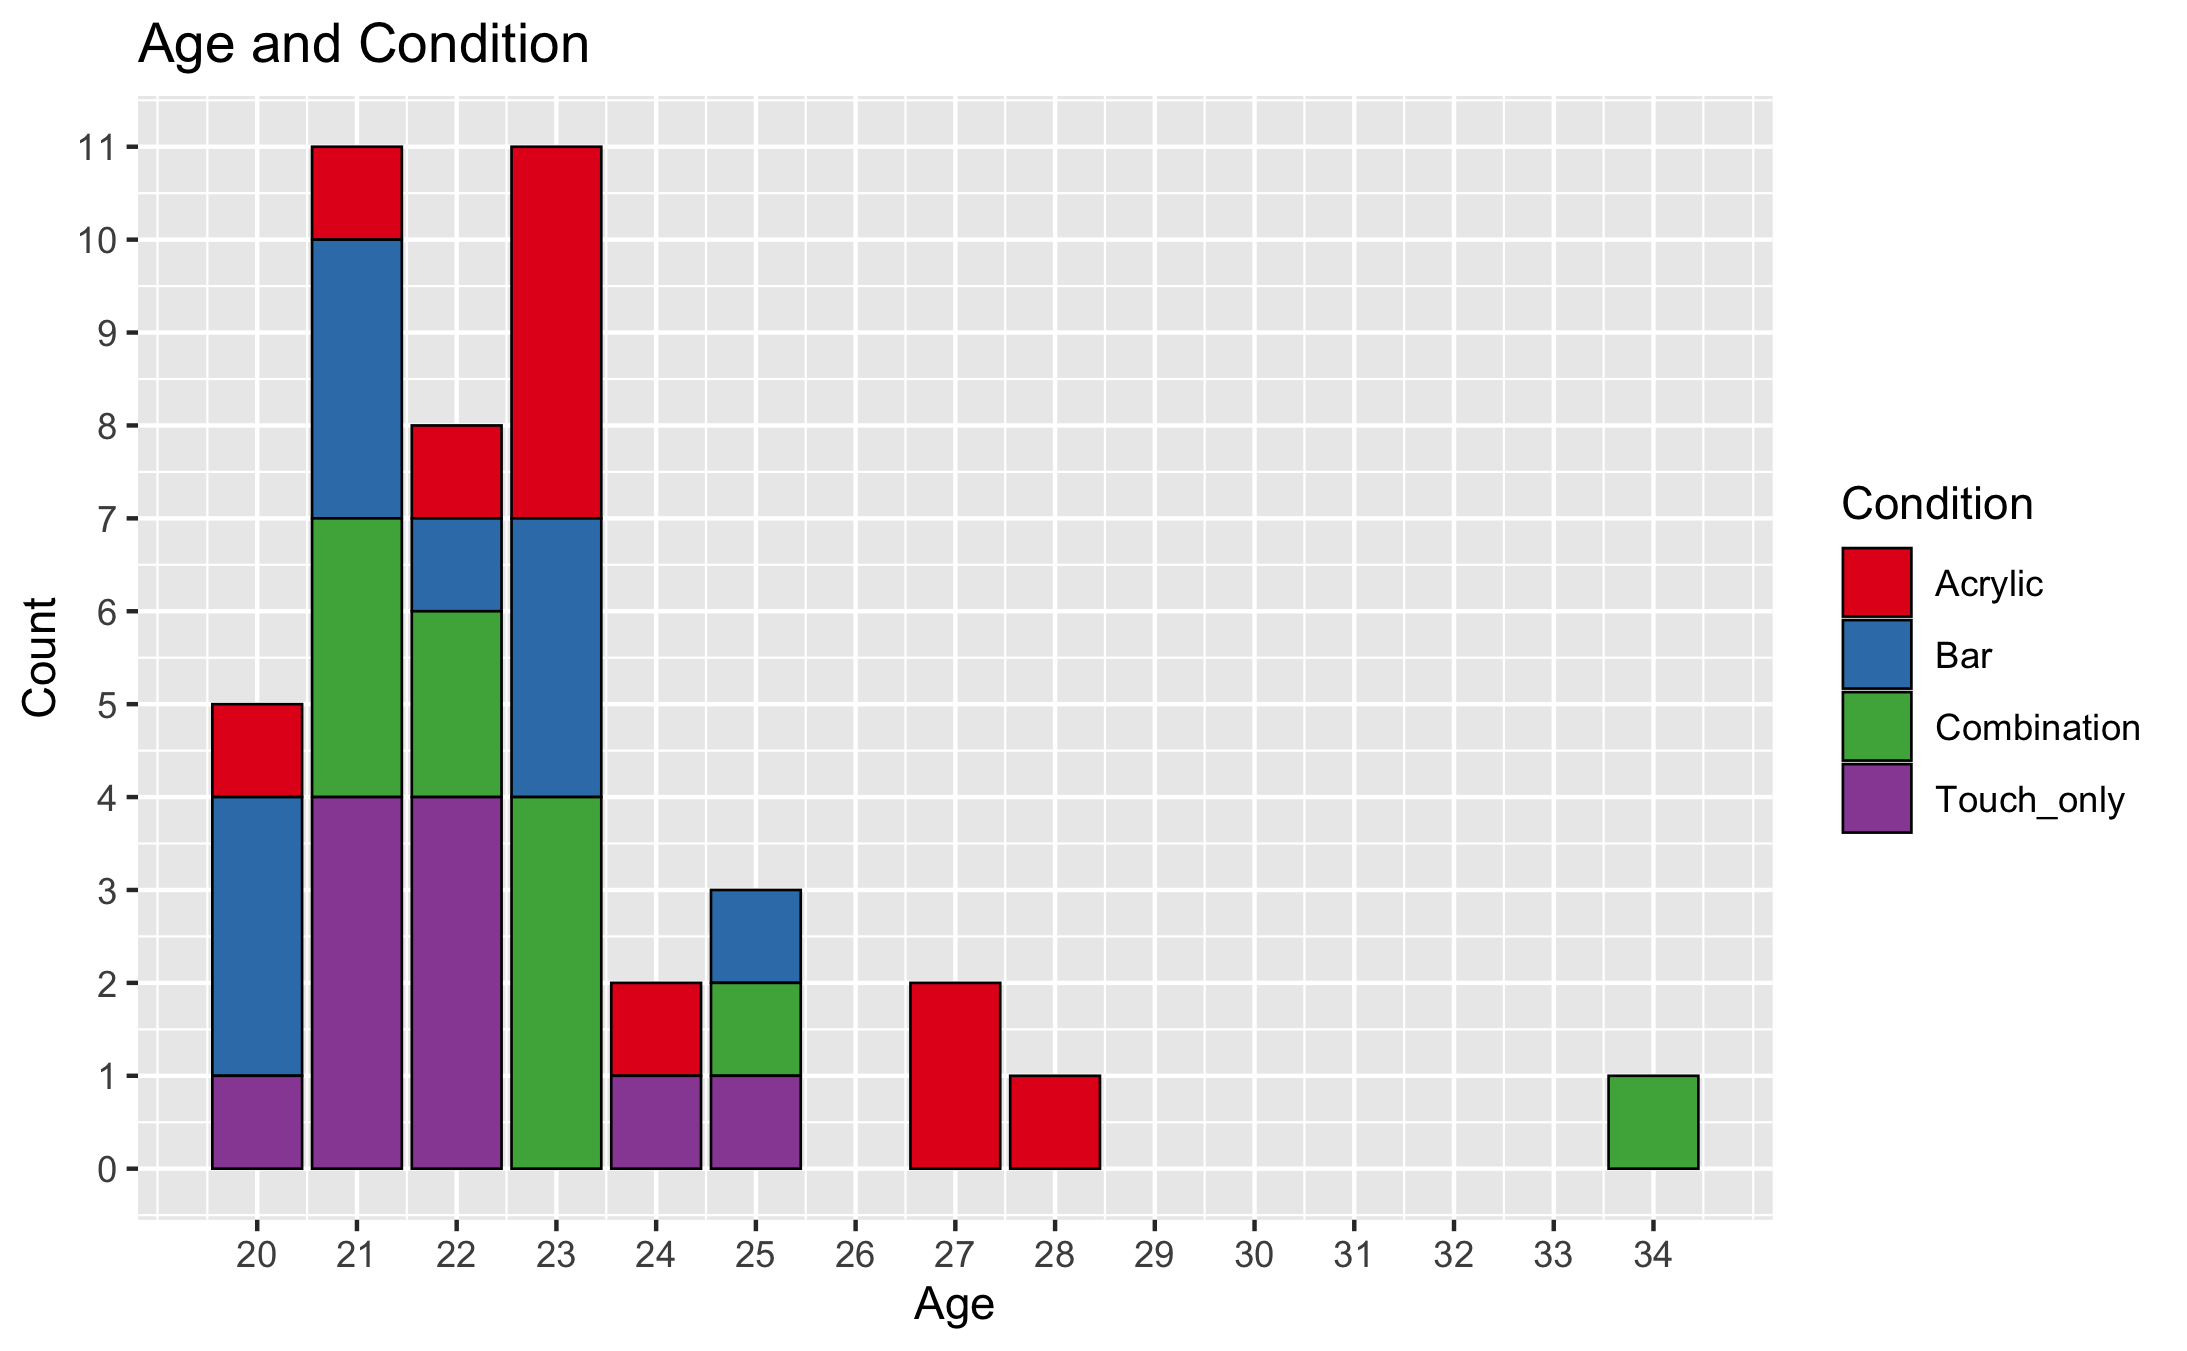 Age and Condition
11
10
9
8
7
6
5
4
3
2
1
0
Count
20 21 22 23 24 25 26 27 28 29 30 31 32 33 34
Age
Condition
Acrylic
Bar
Combination
Touch_only